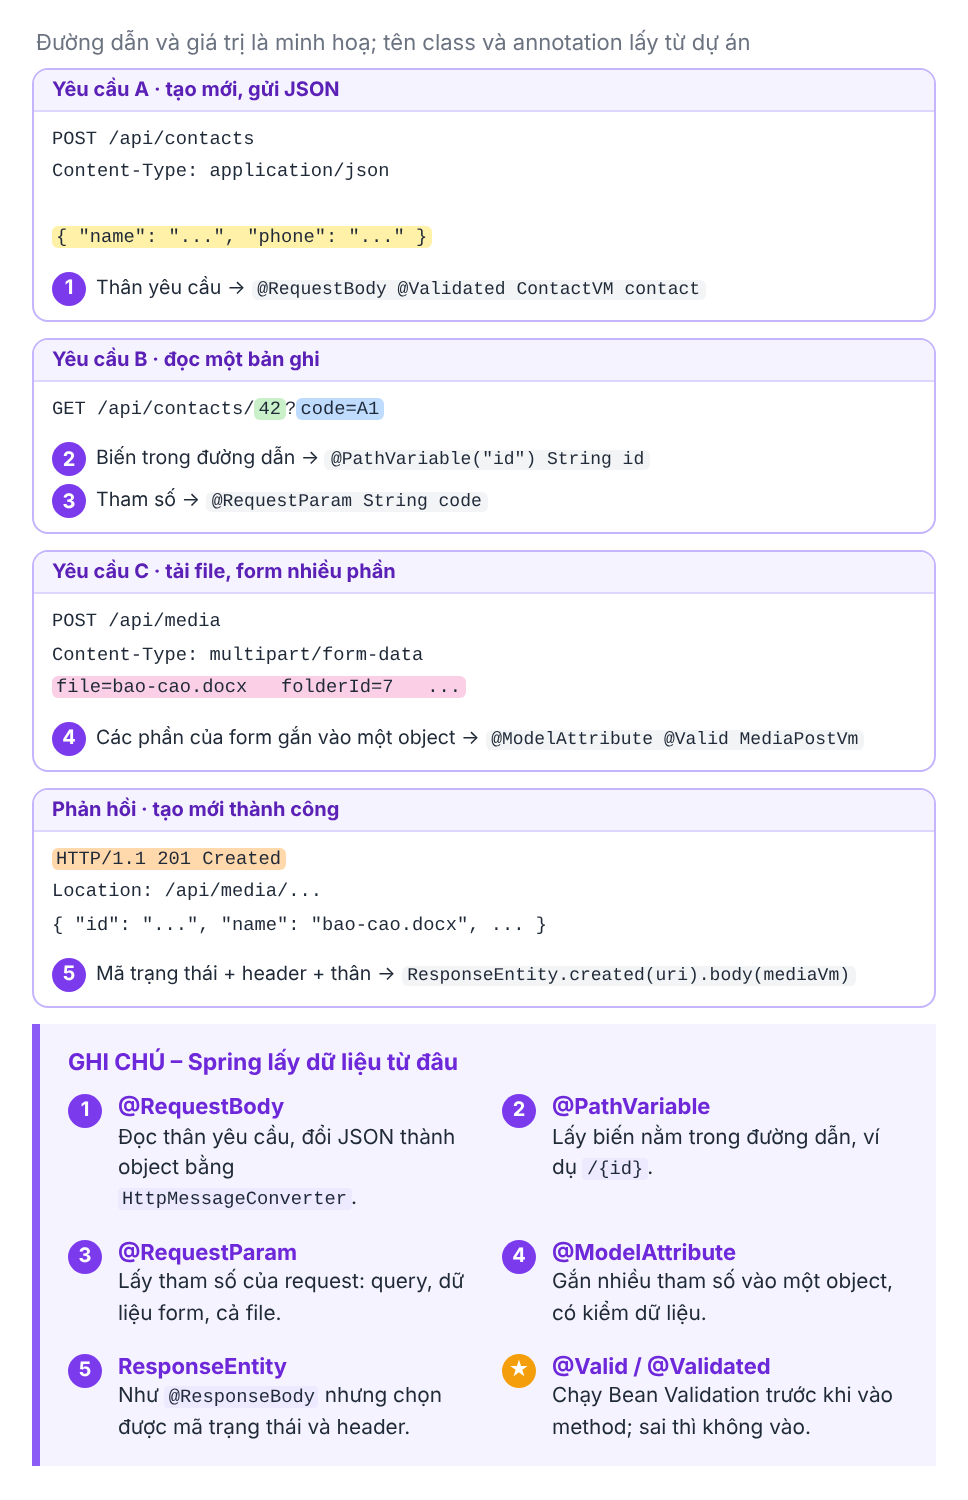 Đường dẫn và giá trị là minh hoạ; tên class và annotation lấy từ dự án
Yêu cầu A · tạo mới, gửi JSON
POST /api/contacts
Content-Type: application/json
{ "name": "...", "phone": "..." }
1 Thân yêu cầu → @RequestBody @Validated ContactVM contact
Yêu cầu B · đọc một bản ghi
GET /api/contacts/42?code=A1
2 Biến trong đường dẫn → @PathVariable("id") String id
3 Tham số → @RequestParam String code
Yêu cầu C · tải file, form nhiều phần
POST /api/media
Content-Type: multipart/form-data
file=bao-cao.docx   folderId=7   ...
4 Các phần của form gắn vào một object → @ModelAttribute @Valid MediaPostVm
Phản hồi · tạo mới thành công
HTTP/1.1 201 Created
Location: /api/media/...
{ "id": "...", "name": "bao-cao.docx", ... }
5 Mã trạng thái + header + thân → ResponseEntity.created(uri).body(mediaVm)
GHI CHÚ – Spring lấy dữ liệu từ đâu
1 @RequestBody
Đọc thân yêu cầu, đổi JSON thành
object bằng
HttpMessageConverter.
2 @PathVariable
Lấy biến nằm trong đường dẫn, ví
dụ /{id}.
3 @RequestParam
Lấy tham số của request: query, dữ
liệu form, cả file.
4 @ModelAttribute
Gắn nhiều tham số vào một object,
có kiểm dữ liệu.
5 ResponseEntity
Như @ResponseBody nhưng chọn
được mã trạng thái và header.
★ @Valid / @Validated
Chạy Bean Validation trước khi vào
method; sai thì không vào.